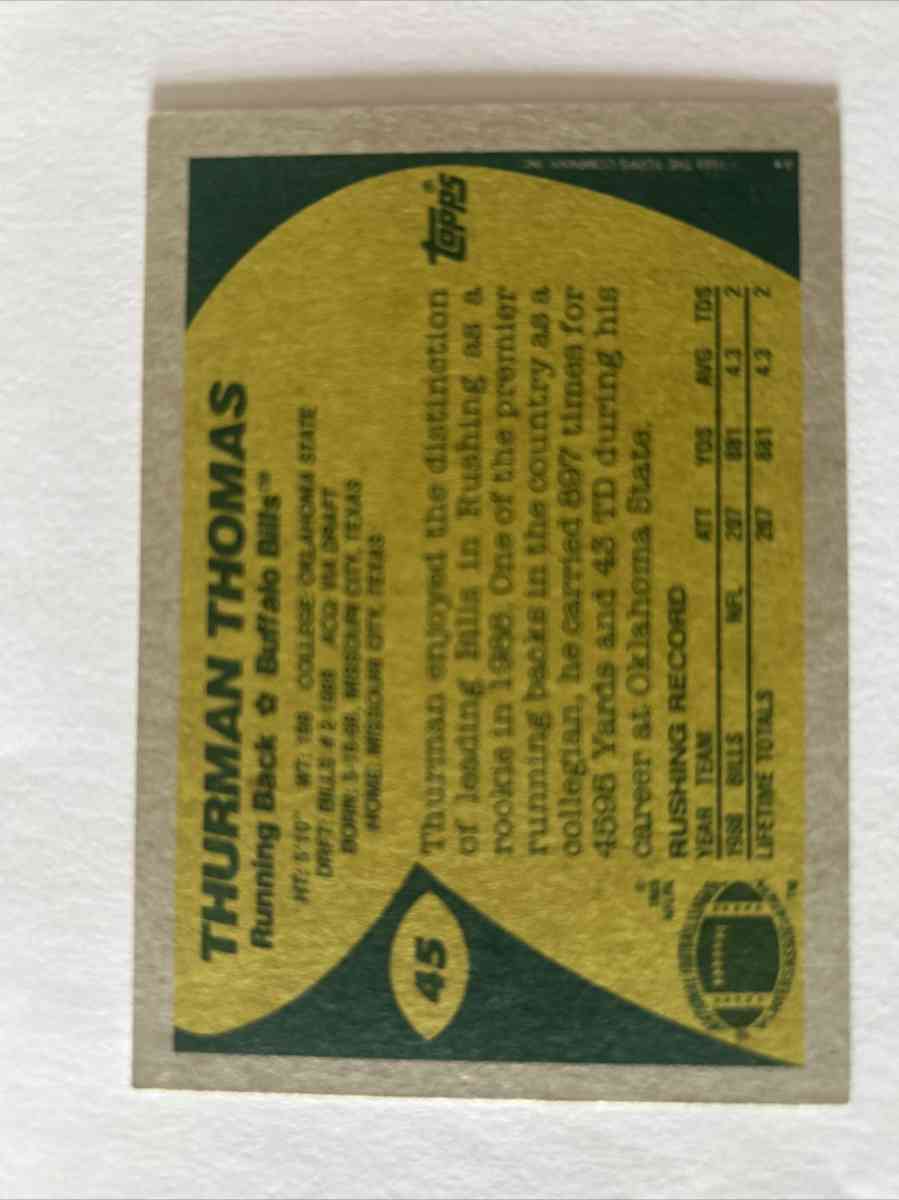 THURMAN THOMAS
Running Back ☆ Buffalo Bills™
HT: 5'10" WT: 198 COLLEGE: OKLAHOMA STATE
DRFT: BILLS #2-1988 ACQ: VIA DRAFT
BORN: 5-16-66, MISSOURI CITY, TEXAS
HOME: MISSOURI CITY, TEXAS
45
TOPPS®
Thurman enjoyed the distinction
of leading Bills in Rushing as a
rookie in 1988. One of the premier
running backs in the country as a
collegian, he carried 897 times for
4595 Yards and 43 TD during his
career at Oklahoma State.
RUSHING RECORD
YEAR TEAM ATT YDS AVG TDS
1988 BILLS NFL 207 881 4.3 2
LIFETIME TOTALS 207 881 4.3 2